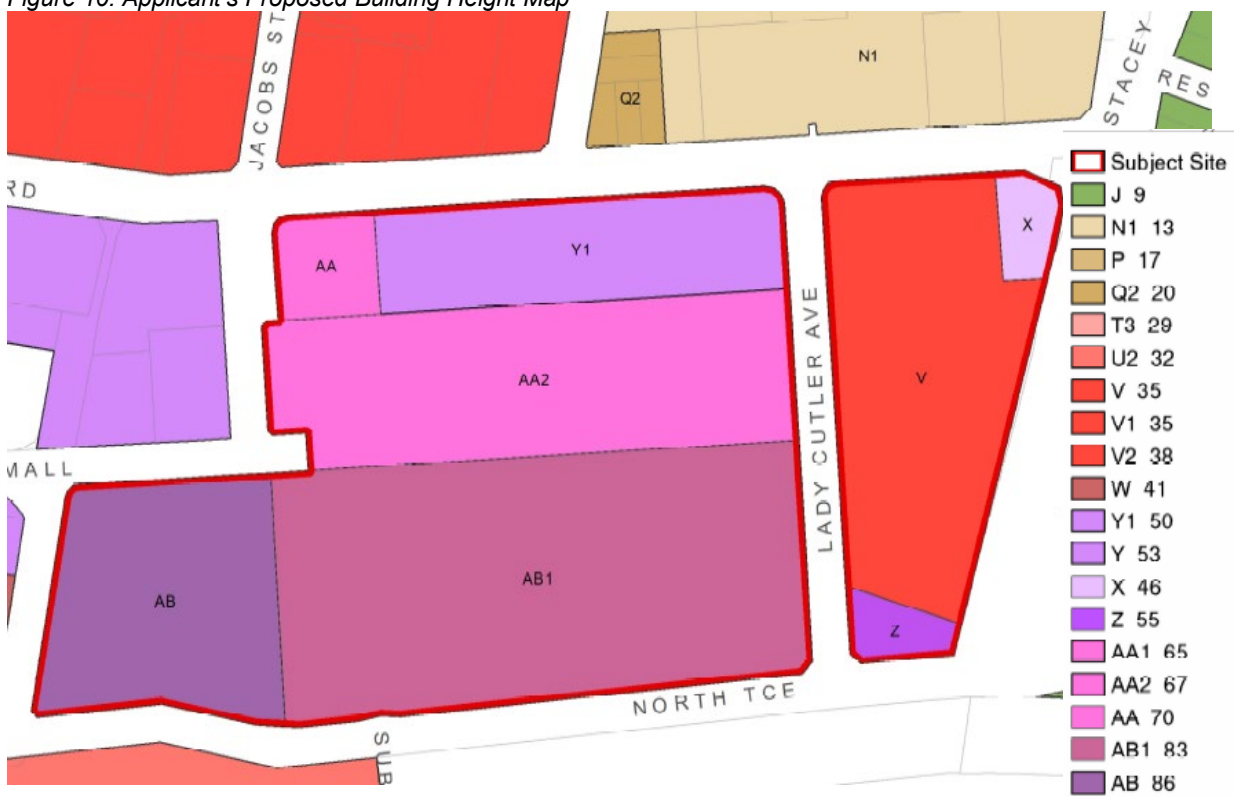 Figure 10: Applicant's Proposed Building Height Map
JACOBS ST
STACEY
RES
N1
Q2
RD
AA
Y1
X
AA2
V
LADY CUTLER AVE
MALL
AB
AB1
Z
NORTH TCE
SUB
Subject Site
J 9
N1 13
P 17
Q2 20
T3 29
U2 32
V 35
V1 35
V2 38
W 41
Y1 50
Y 53
X 46
Z 55
AA1 65
AA2 67
AA 70
AB1 83
AB 86